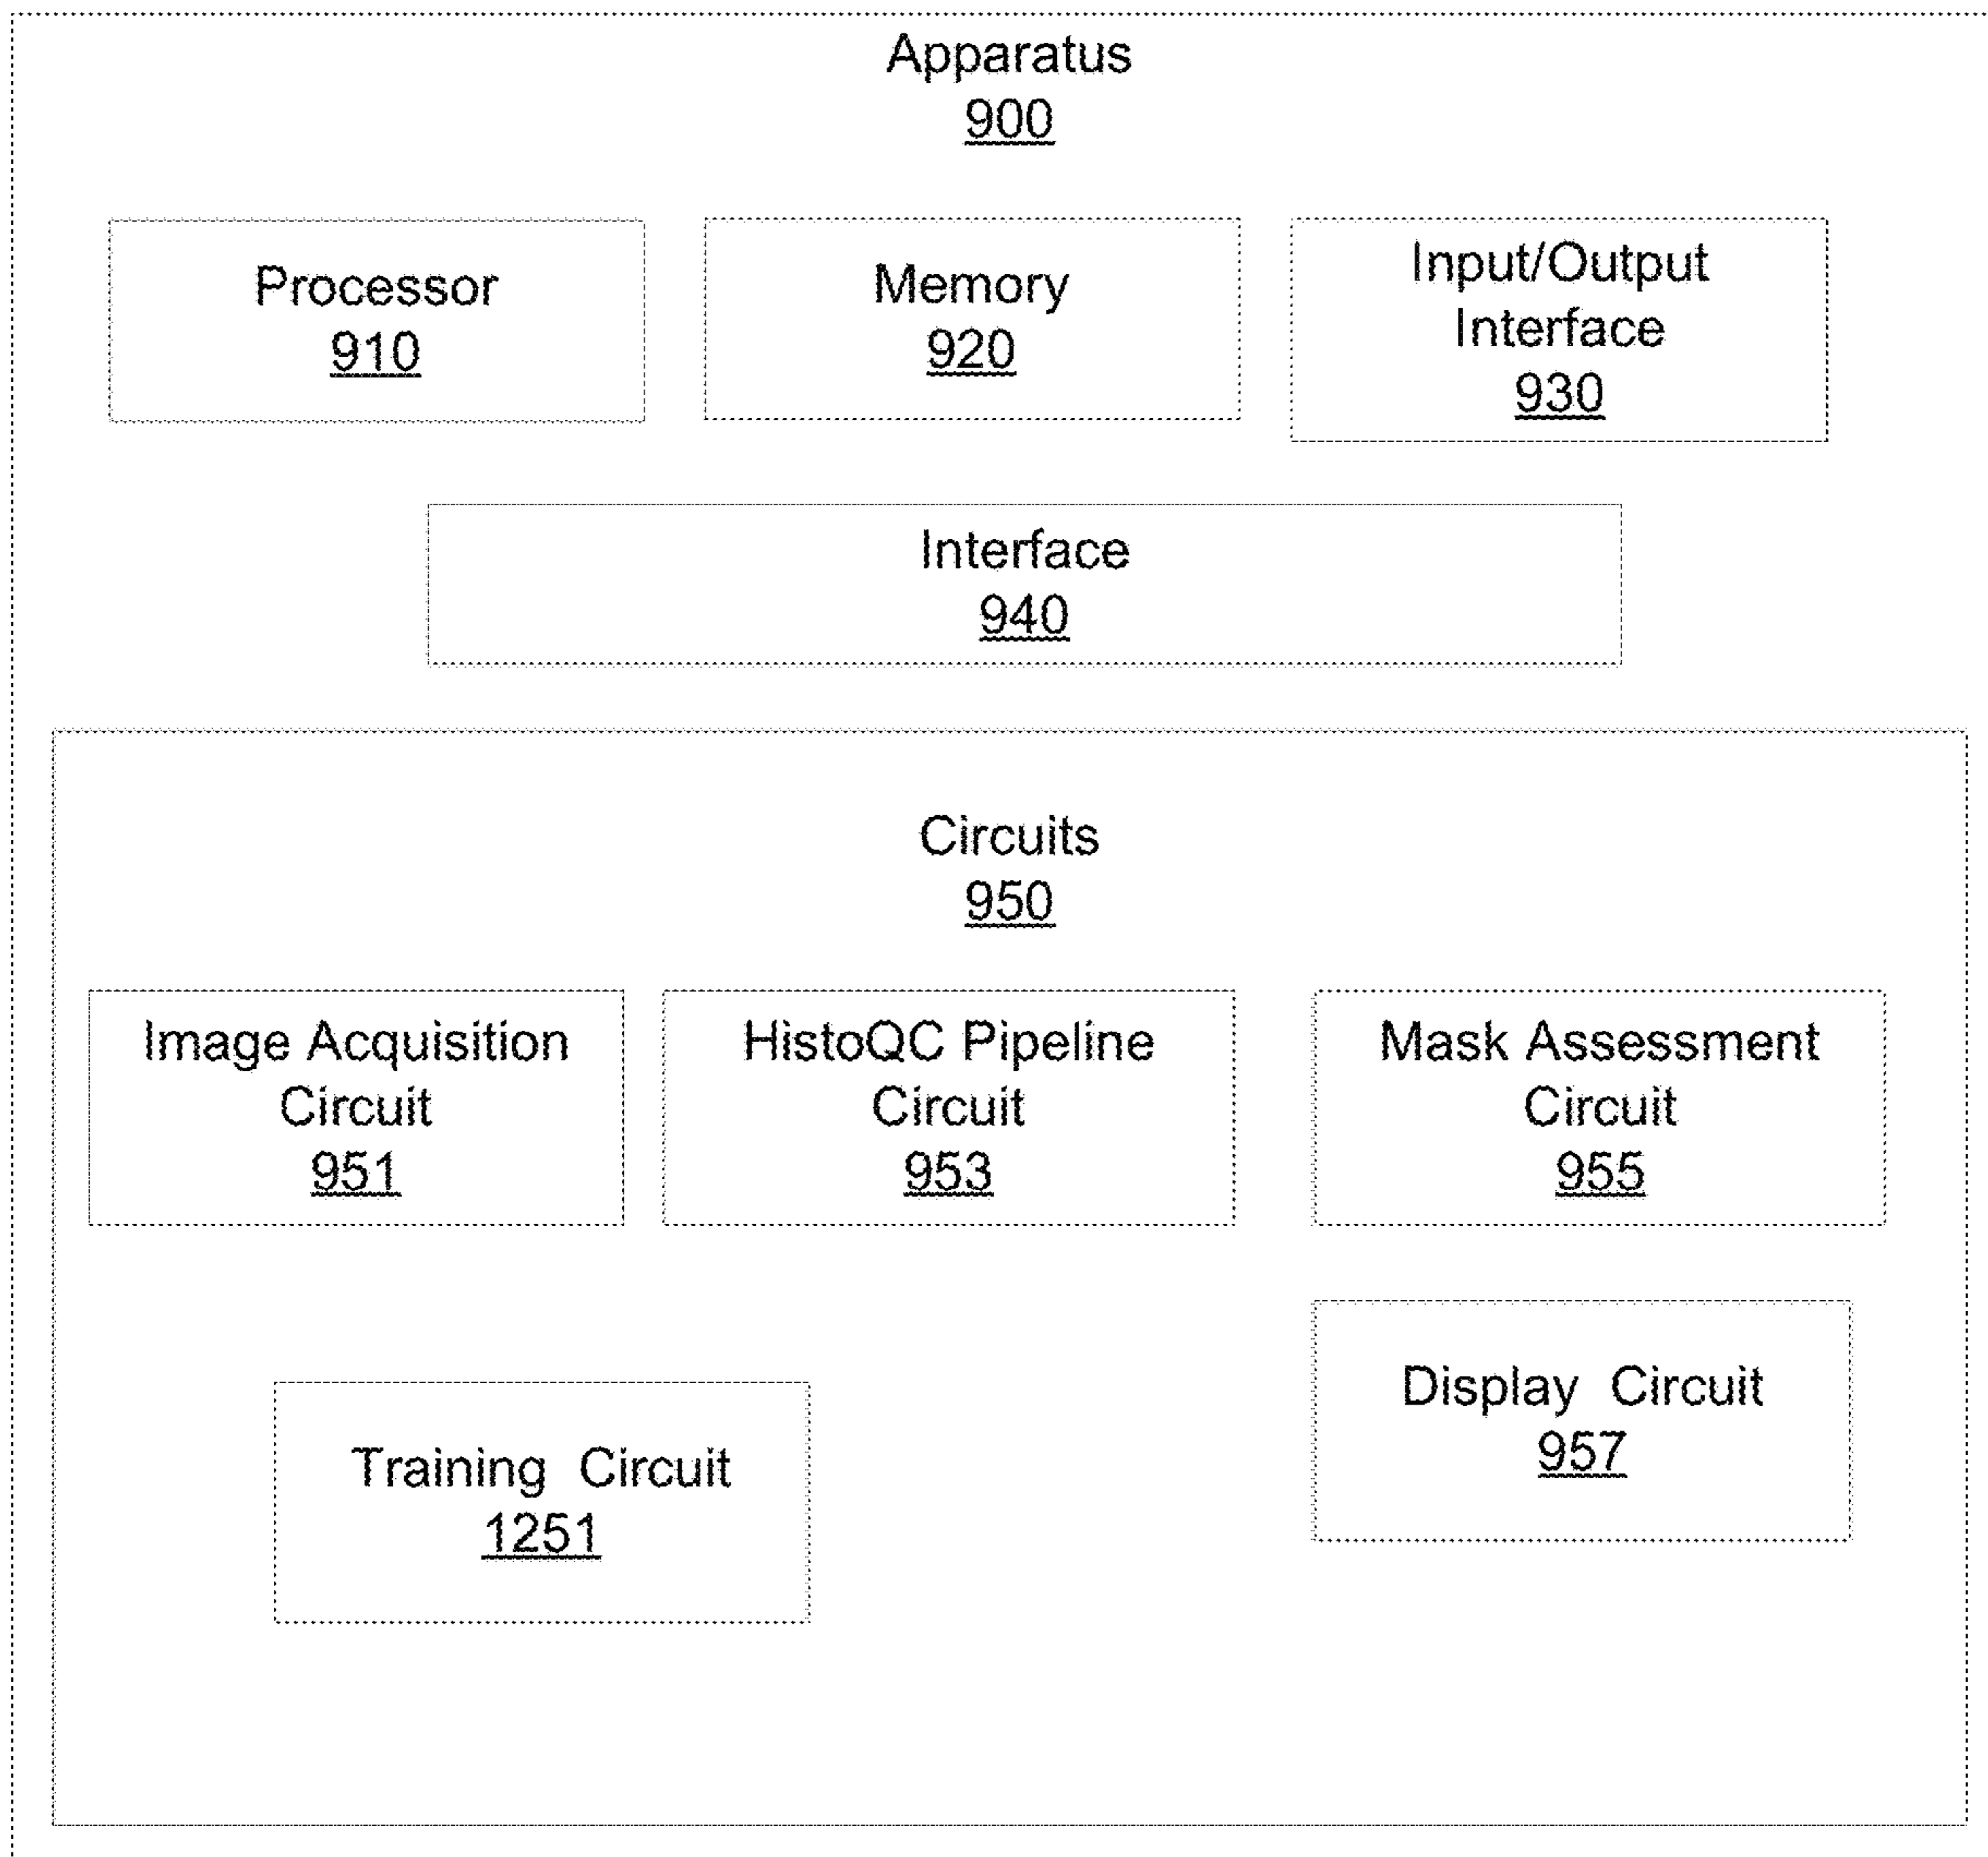 Apparatus
900
Processor
910
Memory
920
Input/Output
Interface
930
Interface
940
Circuits
950
Image Acquisition
Circuit
951
HistoQC Pipeline
Circuit
953
Mask Assessment
Circuit
955
Training Circuit
1251
Display Circuit
957